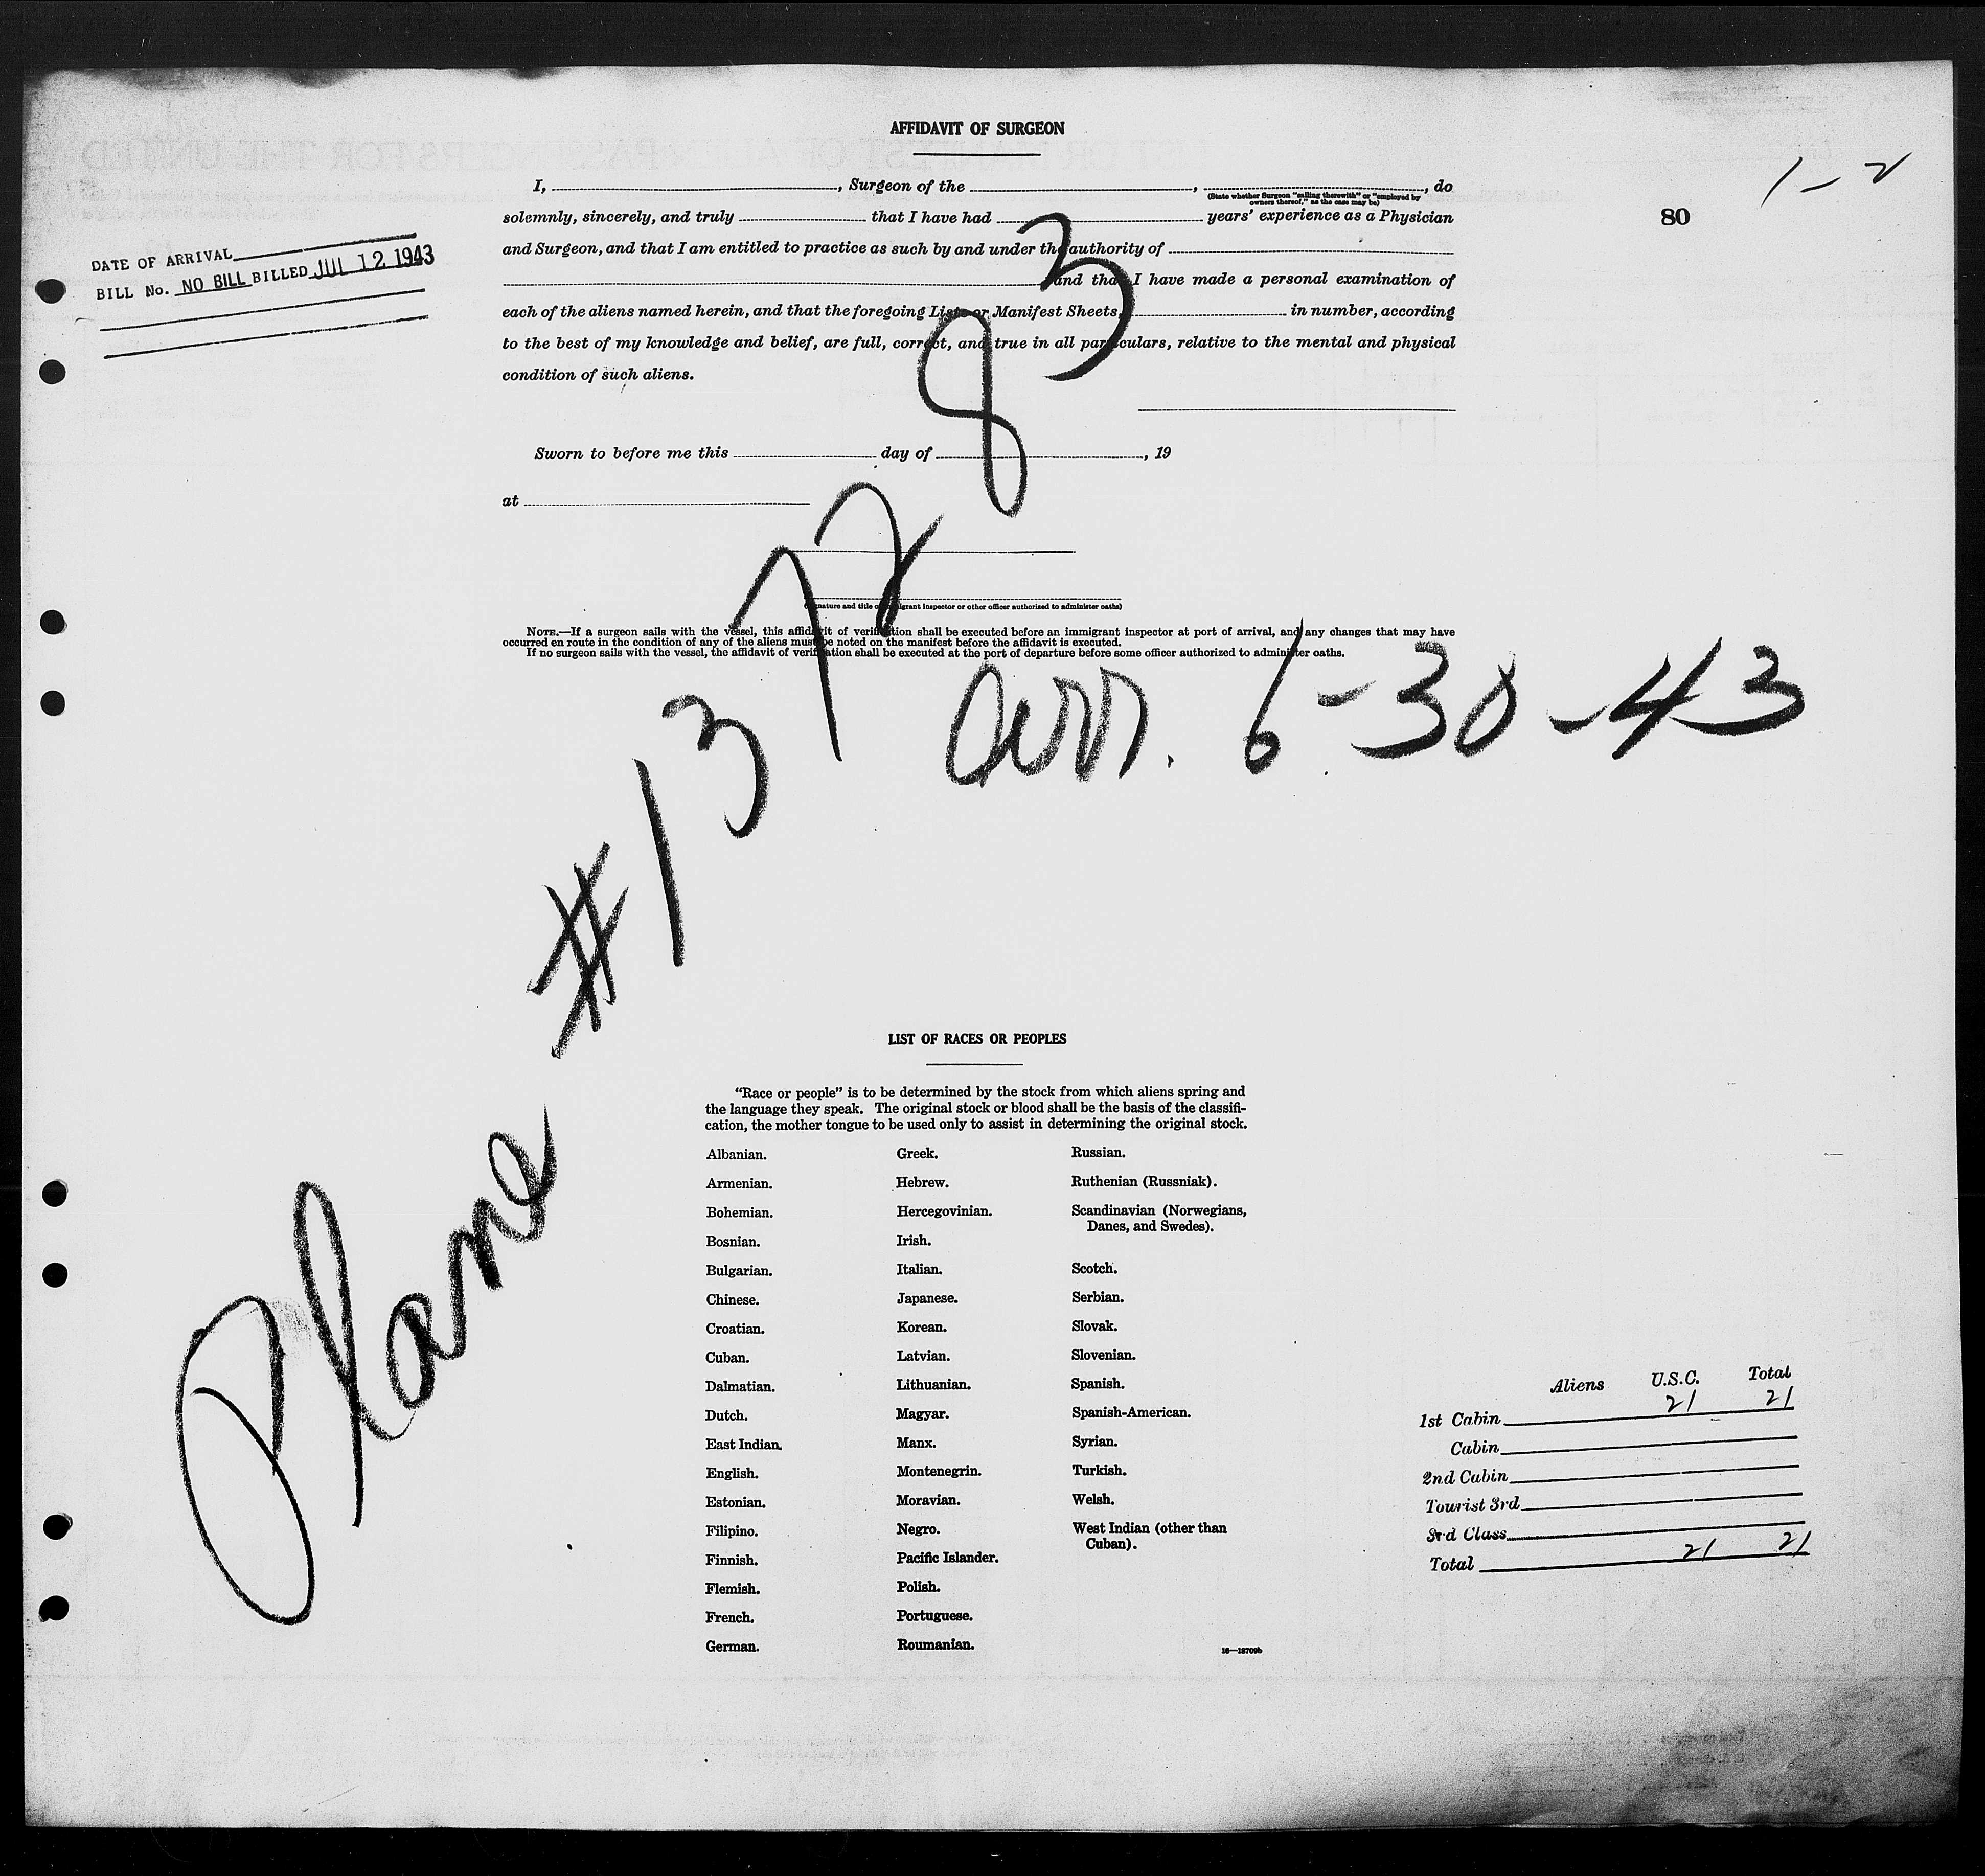 AFFIDAVIT OF SURGEON
1-2
80
I, , Surgeon of the , , do
(State whether Surgeon "sailing therewith" or "employed by
owners thereof," as the case may be)
solemnly, sincerely, and truly that I have had years' experience as a Physician
and Surgeon, and that I am entitled to practice as such by and under the authority of
and that I have made a personal examination of
each of the aliens named herein, and that the foregoing Lists or Manifest Sheets, in number, according
to the best of my knowledge and belief, are full, correct, and true in all particulars, relative to the mental and physical
condition of such aliens.
DATE OF ARRIVAL
BILL No. NO BILL BILLED JUL 12 1943
Sworn to before me this day of , 19
at
(Signature and title of immigrant inspector or other officer authorized to administer oaths)
NOTE.—If a surgeon sails with the vessel, this affidavit of verification shall be executed before an immigrant inspector at port of arrival, and any changes that may have
occurred en route in the condition of any of the aliens must be noted on the manifest before the affidavit is executed.
If no surgeon sails with the vessel, the affidavit of verification shall be executed at the port of departure before some officer authorized to administer oaths.
Plane #137283
arr. 6-30-43
LIST OF RACES OR PEOPLES
"Race or people" is to be determined by the stock from which aliens spring and
the language they speak. The original stock or blood shall be the basis of the classifi-
cation, the mother tongue to be used only to assist in determining the original stock.
Albanian.
Armenian.
Bohemian.
Bosnian.
Bulgarian.
Chinese.
Croatian.
Cuban.
Dalmatian.
Dutch.
East Indian.
English.
Estonian.
Filipino.
Finnish.
Flemish.
French.
German.
Greek.
Hebrew.
Hercegovinian.
Irish.
Italian.
Japanese.
Korean.
Latvian.
Lithuanian.
Magyar.
Manx.
Montenegrin.
Moravian.
Negro.
Pacific Islander.
Polish.
Portuguese.
Roumanian.
Russian.
Ruthenian (Russniak).
Scandinavian (Norwegians,
Danes, and Swedes).
Scotch.
Serbian.
Slovak.
Slovenian.
Spanish.
Spanish-American.
Syrian.
Turkish.
Welsh.
West Indian (other than
Cuban).
16—18709b
Aliens U.S.C. Total
1st Cabin 21 21
Cabin
2nd Cabin
Tourist 3rd
3rd Class
Total 21 21